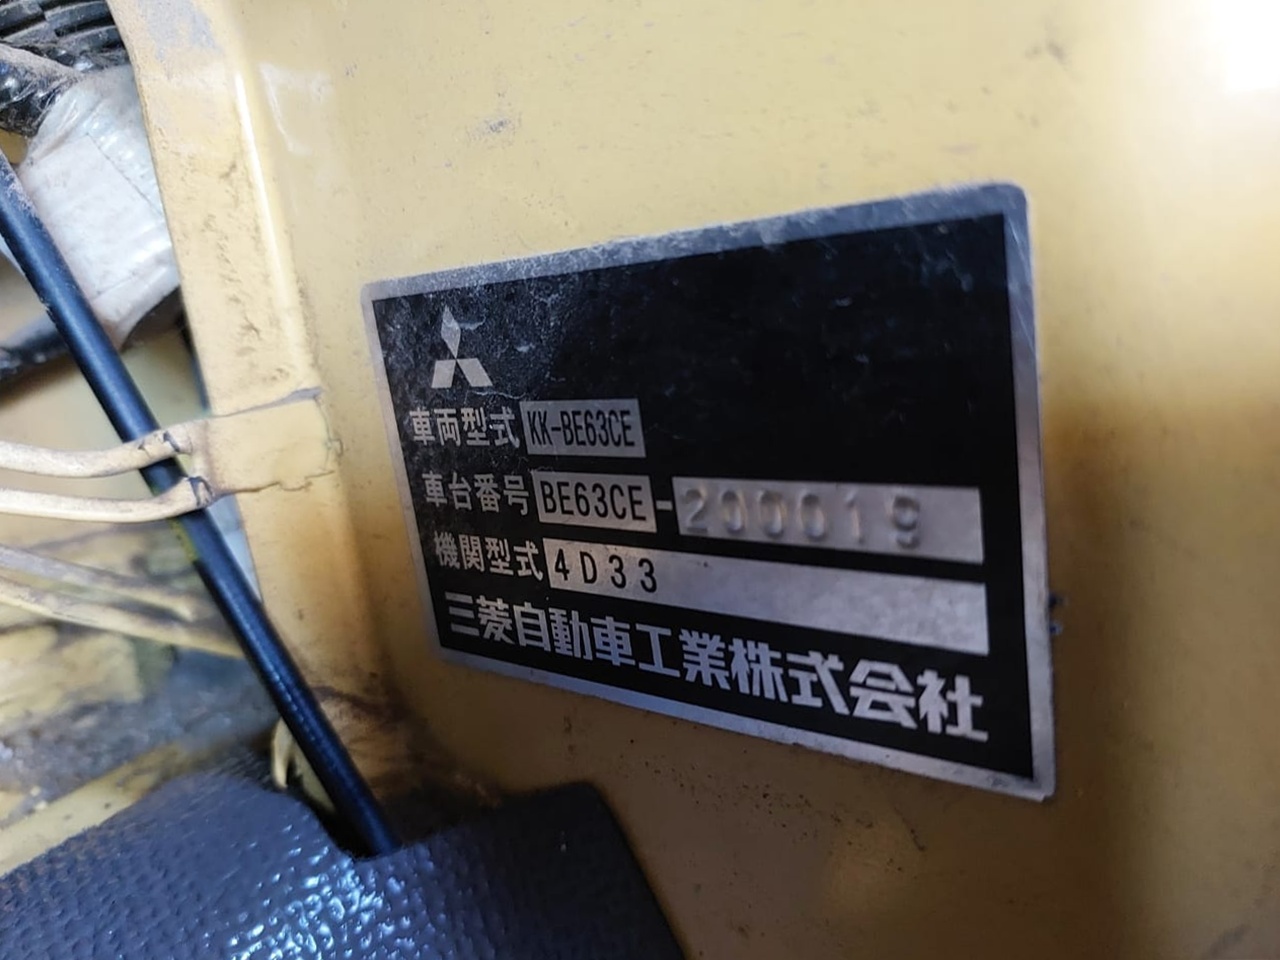 車両型式 KK-BE63CE
車台番号 BE63CE-200019
機関型式 4D33
三菱自動車工業株式会社